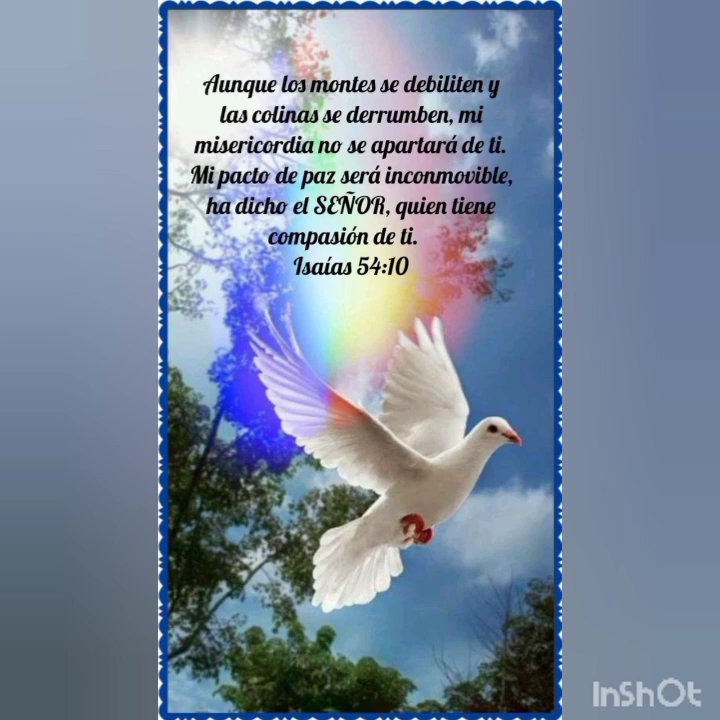 Aunque los montes se debiliten y
las colinas se derrumben, mi
misericordia no se apartará de ti.
Mi pacto de paz será inconmovible,
ha dicho el SEÑOR, quien tiene
compasión de ti.
Isaías 54:10
InShOt